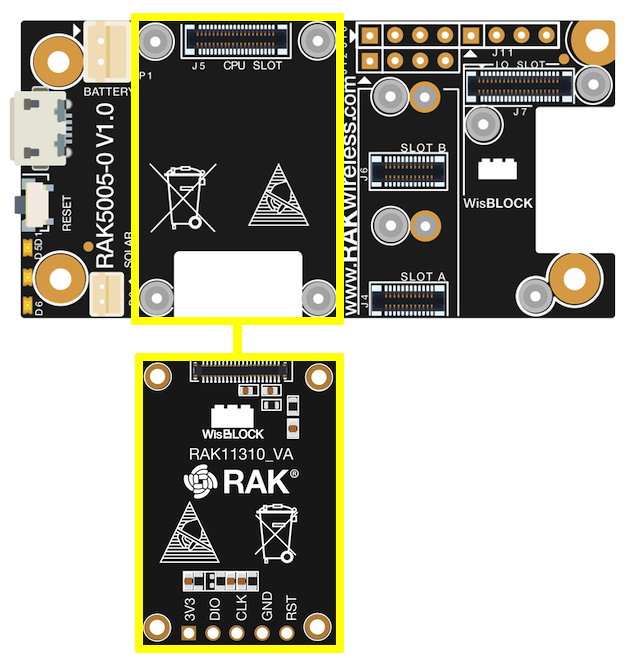 BATTERY
RAK5005-0 V1.0
RESET
D5
D1
D6
SOLAR
P1
J5 CPU SLOT
www.RAKwireless.com
J11
IO SLOT
J7
SLOT B
J6
WisBLOCK
SLOT A
J4
WisBLOCK
RAK11310_VA
RAK®
3V3
DIO
CLK
GND
RST